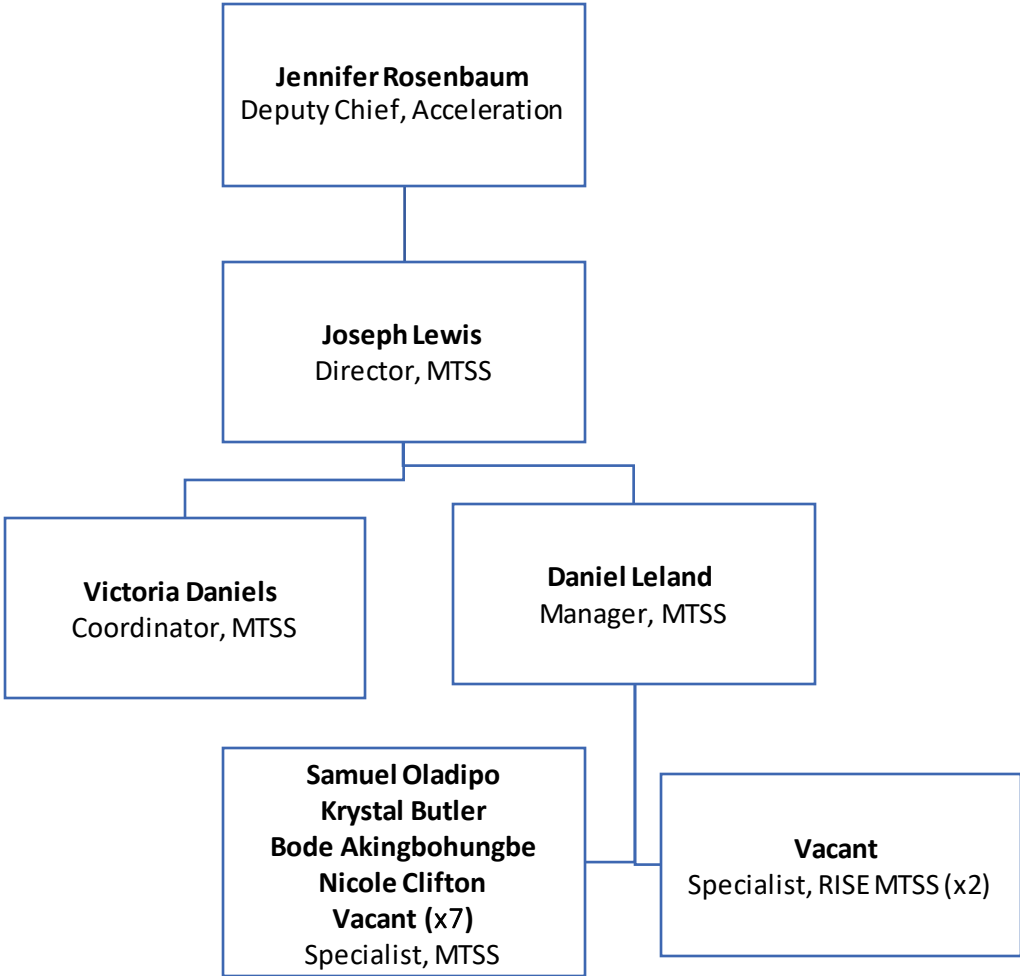 Jennifer Rosenbaum
Deputy Chief, Acceleration
Joseph Lewis
Director, MTSS
Victoria Daniels
Coordinator, MTSS
Daniel Leland
Manager, MTSS
Samuel Oladipo
Krystal Butler
Bode Akingbohungbe
Nicole Clifton
Vacant (x7)
Specialist, MTSS
Vacant
Specialist, RISE MTSS (x2)